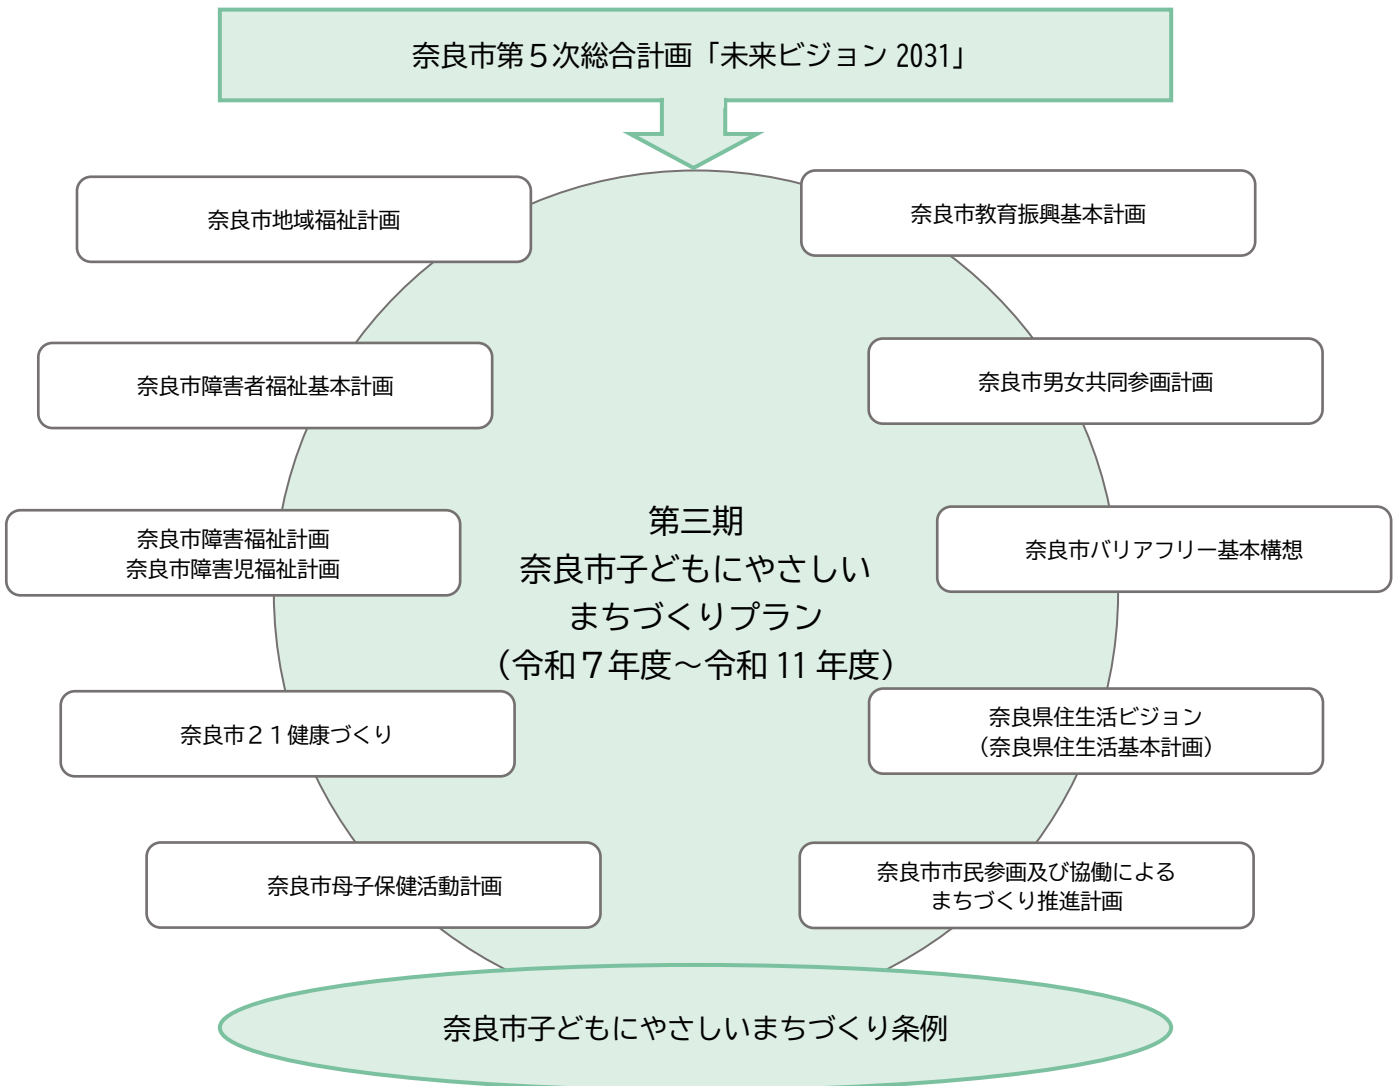 奈良市第５次総合計画「未来ビジョン 2031」
奈良市地域福祉計画
奈良市教育振興基本計画
奈良市障害者福祉基本計画
奈良市男女共同参画計画
奈良市障害福祉計画
奈良市障害児福祉計画
第三期
奈良市子どもにやさしい
まちづくりプラン
（令和７年度～令和 11 年度）
奈良市バリアフリー基本構想
奈良市２１健康づくり
奈良県住生活ビジョン
（奈良県住生活基本計画）
奈良市母子保健活動計画
奈良市市民参画及び協働による
まちづくり推進計画
奈良市子どもにやさしいまちづくり条例